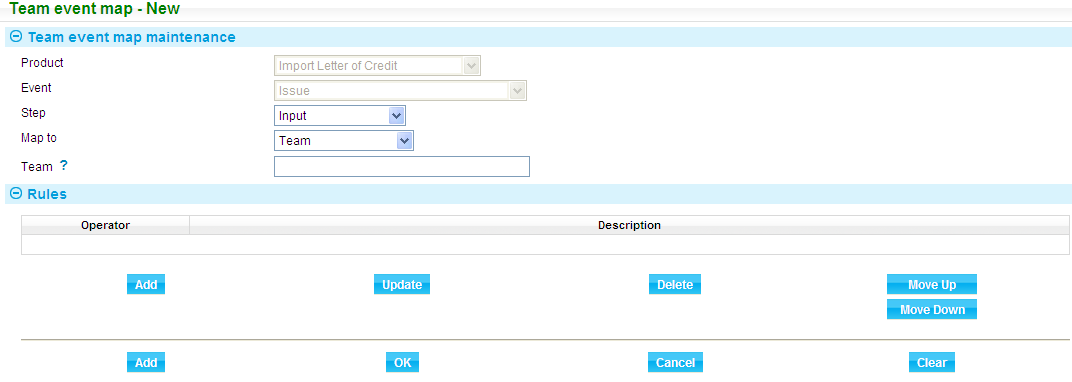 Team event map - New
Team event map maintenance
Product Import Letter of Credit
Event Issue
Step Input
Map to Team
Team ?
Rules
Operator Description
Add Update Delete Move Up
Move Down
Add OK Cancel Clear